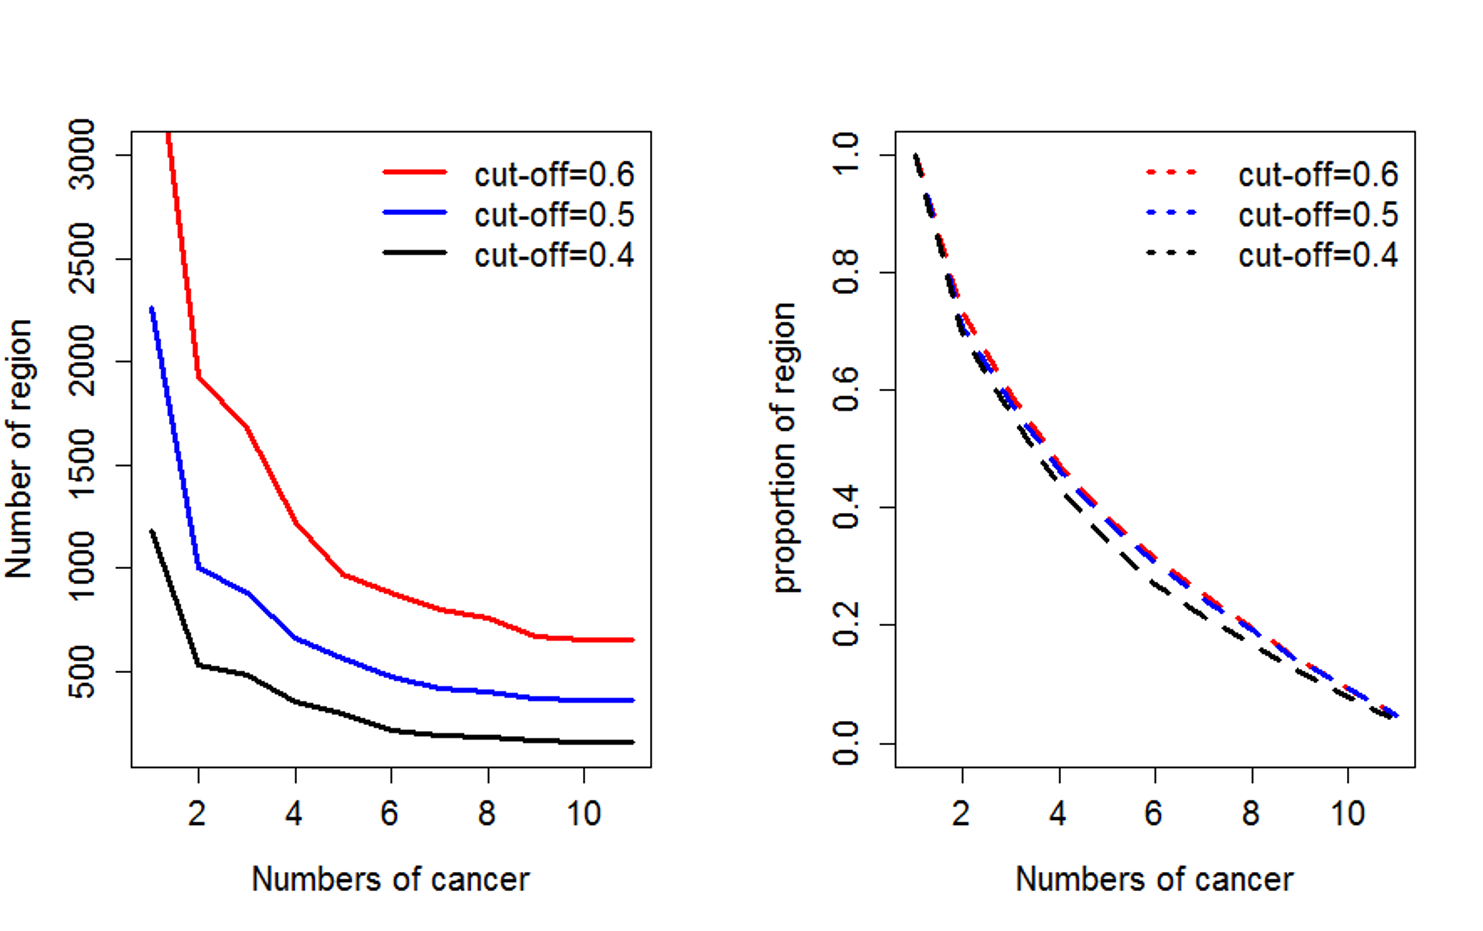 Number of region
3000
2500
2000
1500
1000
500
cut-off=0.6
cut-off=0.5
cut-off=0.4
2 4 6 8 10
Numbers of cancer
proportion of region
1.0
0.8
0.6
0.4
0.2
0.0
cut-off=0.6
cut-off=0.5
cut-off=0.4
2 4 6 8 10
Numbers of cancer